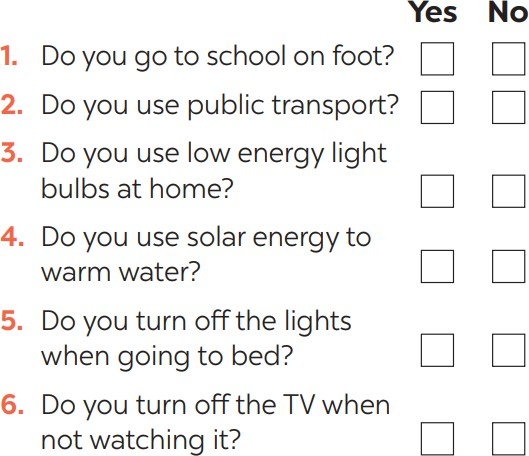 Yes No
1. Do you go to school on foot?
2. Do you use public transport?
3. Do you use low energy light
bulbs at home?
4. Do you use solar energy to
warm water?
5. Do you turn off the lights
when going to bed?
6. Do you turn off the TV when
not watching it?